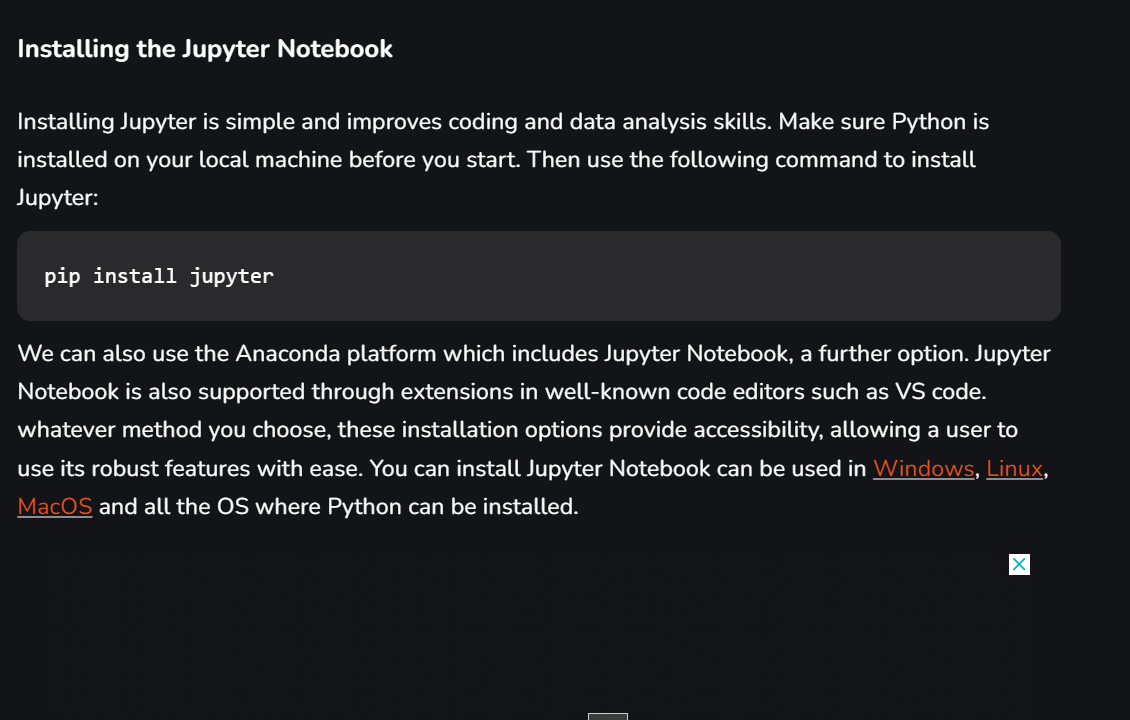 Installing the Jupyter Notebook
Installing Jupyter is simple and improves coding and data analysis skills. Make sure Python is
installed on your local machine before you start. Then use the following command to install
Jupyter:
pip install jupyter
We can also use the Anaconda platform which includes Jupyter Notebook, a further option. Jupyter
Notebook is also supported through extensions in well-known code editors such as VS code.
whatever method you choose, these installation options provide accessibility, allowing a user to
use its robust features with ease. You can install Jupyter Notebook can be used in Windows, Linux,
MacOS and all the OS where Python can be installed.